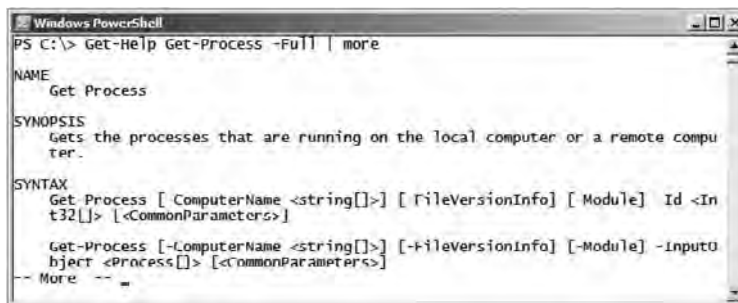 Windows PowerShell
PS C:\> Get-Help Get-Process -Full | more
NAME
Get Process
SYNOPSIS
Gets the processes that are running on the local computer or a remote compu
ter.
SYNTAX
Get Process [ ComputerName <string[]>] [ FileVersionInfo] [ Module]  Id <In
t32[]> [<CommonParameters>]
Get-Process [-ComputerName <string[]>] [-FileVersionInfo] [-Module] -InputO
bject <Process[]> [<CommonParameters>]
-- More  --